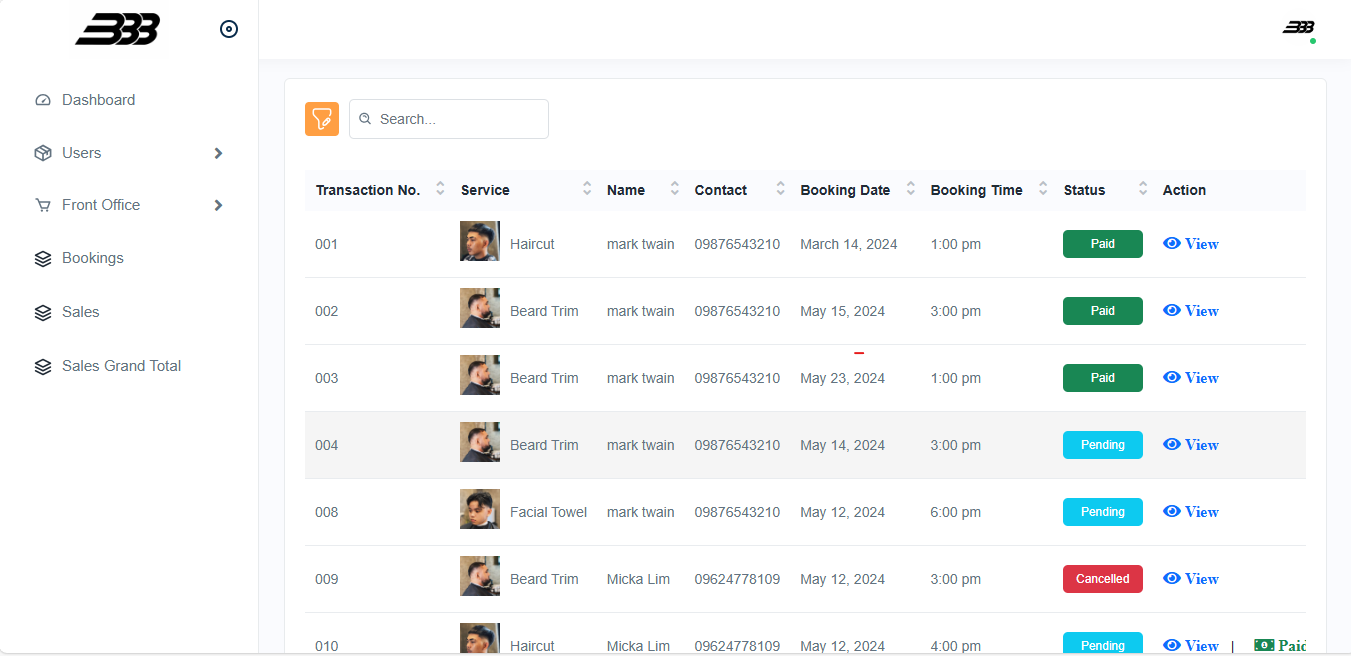 333
333
Dashboard
Users
Front Office
Bookings
Sales
Sales Grand Total
Search...
Transaction No. Service Name Contact Booking Date Booking Time Status Action
001 Haircut mark twain 09876543210 March 14, 2024 1:00 pm Paid View
002 Beard Trim mark twain 09876543210 May 15, 2024 3:00 pm Paid View
003 Beard Trim mark twain 09876543210 May 23, 2024 1:00 pm Paid View
004 Beard Trim mark twain 09876543210 May 14, 2024 3:00 pm Pending View
008 Facial Towel mark twain 09876543210 May 12, 2024 6:00 pm Pending View
009 Beard Trim Micka Lim 09624778109 May 12, 2024 3:00 pm Cancelled View
010 Haircut Micka Lim 09624778109 May 12, 2024 4:00 pm Pending View | Paid